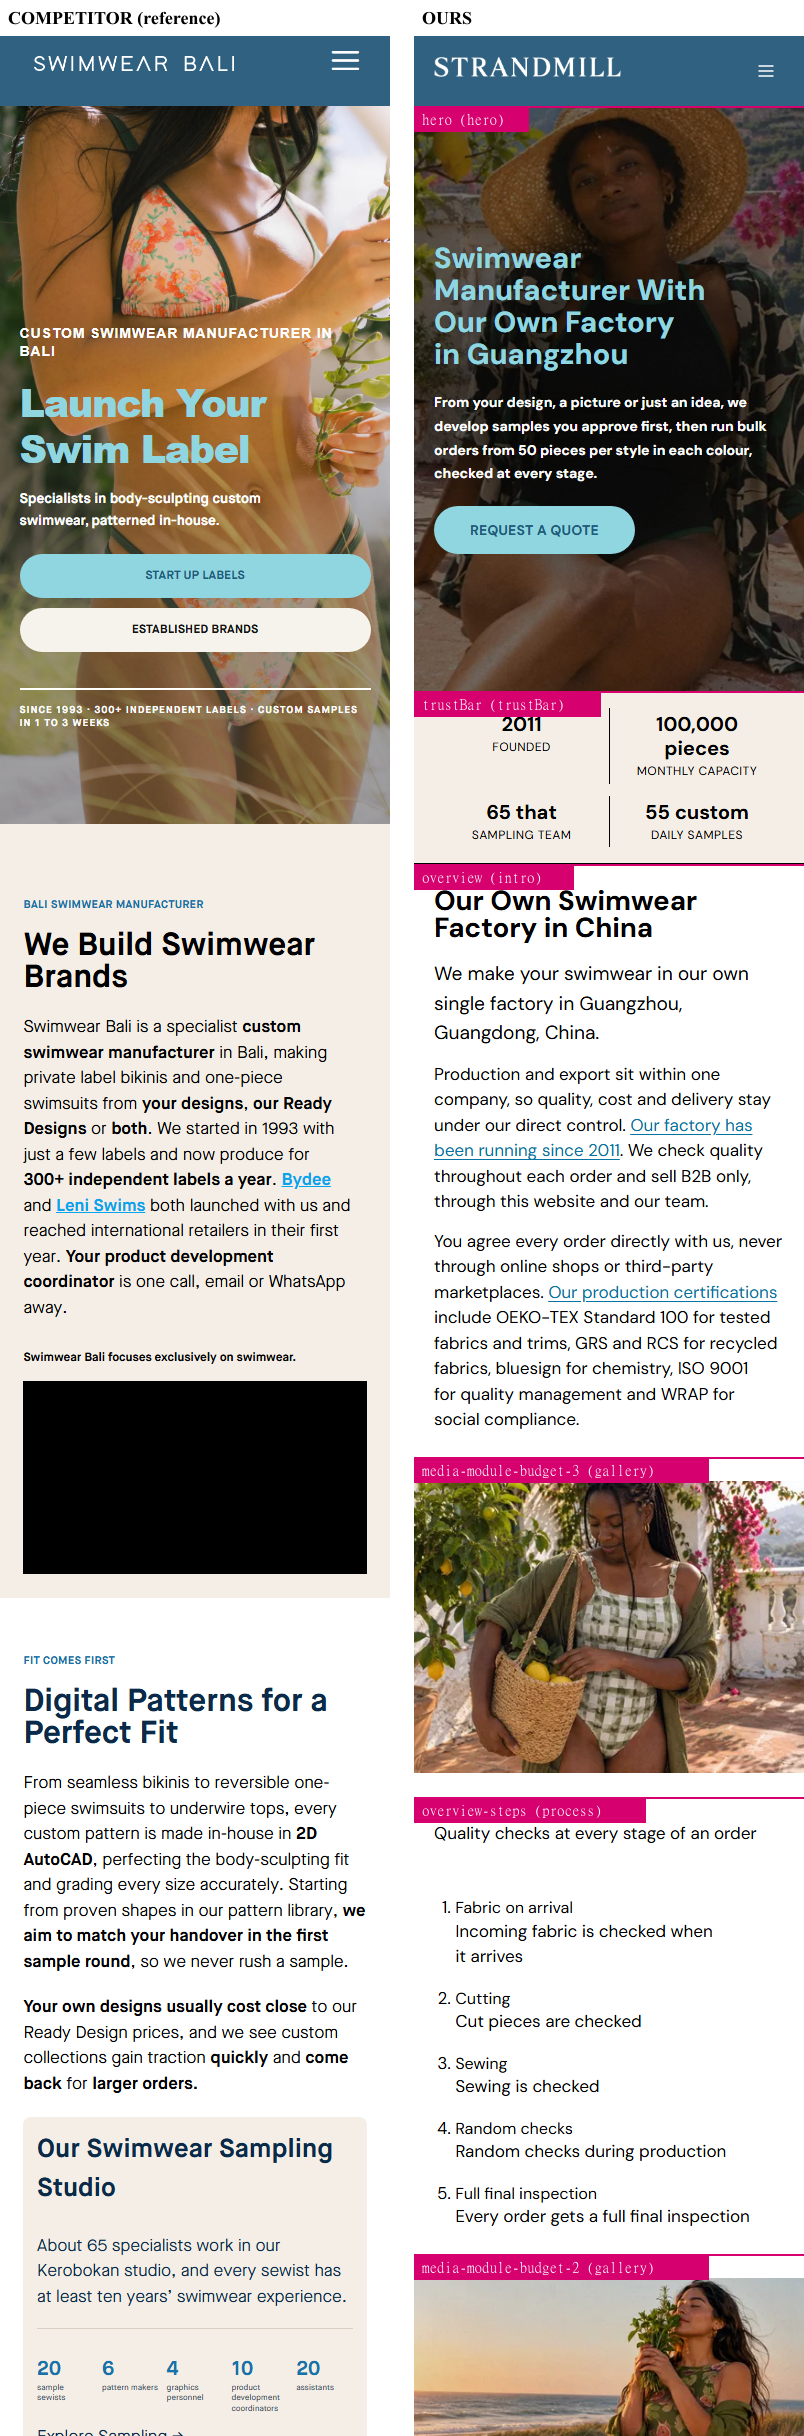 COMPETITOR (reference)
SWIMWEAR BALI
CUSTOM SWIMWEAR MANUFACTURER IN
BALI
Launch Your
Swim Label
Specialists in body-sculpting custom
swimwear, patterned in-house.
START UP LABELS
ESTABLISHED BRANDS
SINCE 1993 · 300+ INDEPENDENT LABELS · CUSTOM SAMPLES
IN 1 TO 3 WEEKS
BALI SWIMWEAR MANUFACTURER
We Build Swimwear
Brands
Swimwear Bali is a specialist custom
swimwear manufacturer in Bali, making
private label bikinis and one-piece
swimsuits from your designs, our Ready
Designs or both. We started in 1993 with
just a few labels and now produce for
300+ independent labels a year. Bydee
and Leni Swims both launched with us and
reached international retailers in their first
year. Your product development
coordinator is one call, email or WhatsApp
away.
Swimwear Bali focuses exclusively on swimwear.
FIT COMES FIRST
Digital Patterns for a
Perfect Fit
From seamless bikinis to reversible one-
piece swimsuits to underwire tops, every
custom pattern is made in-house in 2D
AutoCAD, perfecting the body-sculpting fit
and grading every size accurately. Starting
from proven shapes in our pattern library, we
aim to match your handover in the first
sample round, so we never rush a sample.
Your own designs usually cost close to our
Ready Design prices, and we see custom
collections gain traction quickly and come
back for larger orders.
Our Swimwear Sampling
Studio
About 65 specialists work in our
Kerobokan studio, and every sewist has
at least ten years' swimwear experience.
20 6 4 10 20
sample pattern makers graphics product assistants
sewists personnel development
coordinators
Explore Sampling →
OURS
STRANDMILL
hero (hero)
Swimwear
Manufacturer With
Our Own Factory
in Guangzhou
From your design, a picture or just an idea, we
develop samples you approve first, then run bulk
orders from 50 pieces per style in each colour,
checked at every stage.
REQUEST A QUOTE
trustBar (trustBar)
2011
FOUNDED
100,000
pieces
MONTHLY CAPACITY
65 that
SAMPLING TEAM
55 custom
DAILY SAMPLES
overview (intro)
Our Own Swimwear
Factory in China
We make your swimwear in our own
single factory in Guangzhou,
Guangdong, China.
Production and export sit within one
company, so quality, cost and delivery stay
under our direct control. Our factory has
been running since 2011. We check quality
throughout each order and sell B2B only,
through this website and our team.
You agree every order directly with us, never
through online shops or third-party
marketplaces. Our production certifications
include OEKO-TEX Standard 100 for tested
fabrics and trims, GRS and RCS for recycled
fabrics, bluesign for chemistry, ISO 9001
for quality management and WRAP for
social compliance.
media-module-budget-3 (gallery)
overview-steps (process)
Quality checks at every stage of an order
1. Fabric on arrival
Incoming fabric is checked when
it arrives
2. Cutting
Cut pieces are checked
3. Sewing
Sewing is checked
4. Random checks
Random checks during production
5. Full final inspection
Every order gets a full final inspection
media-module-budget-2 (gallery)